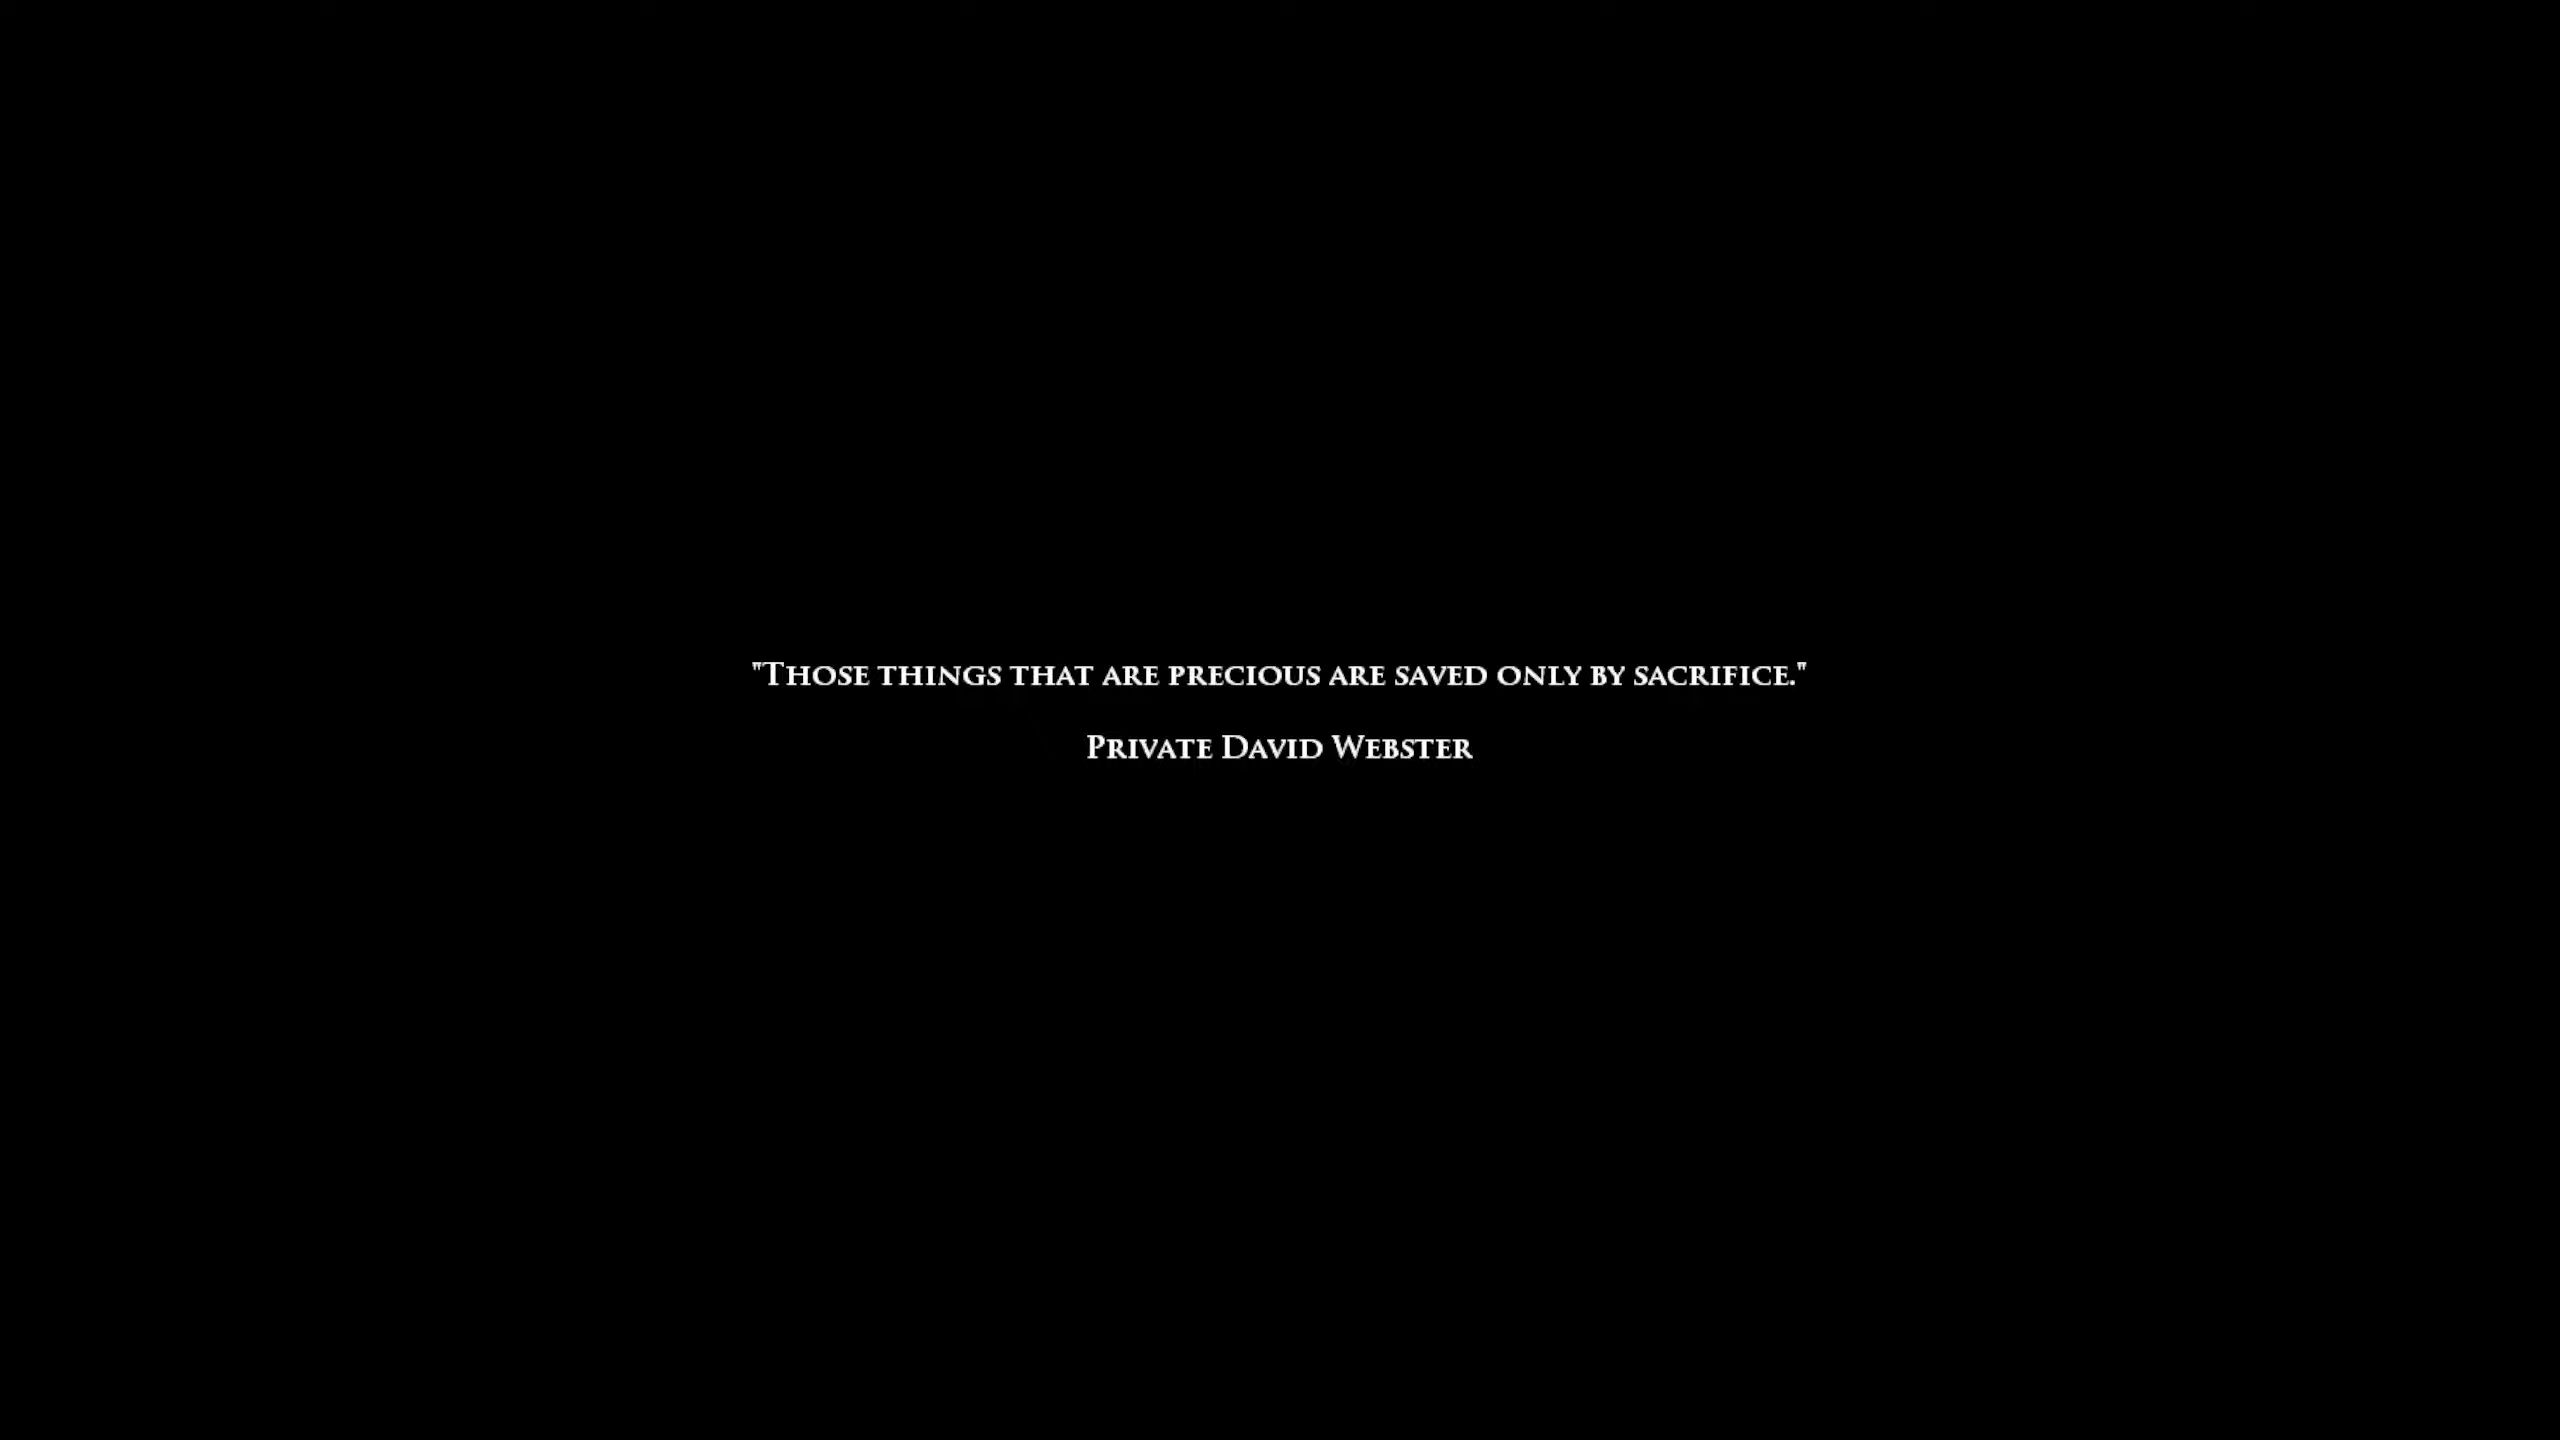 "Those things that are precious are saved only by sacrifice."
Private David Webster